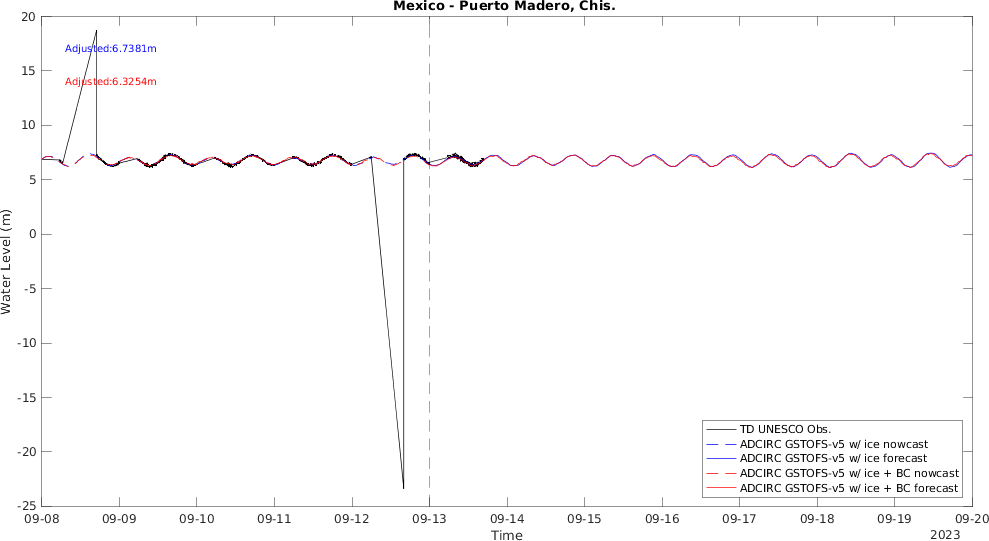 Mexico - Puerto Madero, Chis.
20
15
10
5
0
-5
-10
-15
-20
-25
Water Level (m)
Adjusted:6.7381m
Adjusted:6.3254m
TD UNESCO Obs.
ADCIRC GSTOFS-v5 w/ ice nowcast
ADCIRC GSTOFS-v5 w/ ice forecast
ADCIRC GSTOFS-v5 w/ ice + BC nowcast
ADCIRC GSTOFS-v5 w/ ice + BC forecast
09-08 09-09 09-10 09-11 09-12 09-13 09-14 09-15 09-16 09-17 09-18 09-19 09-20
Time
2023